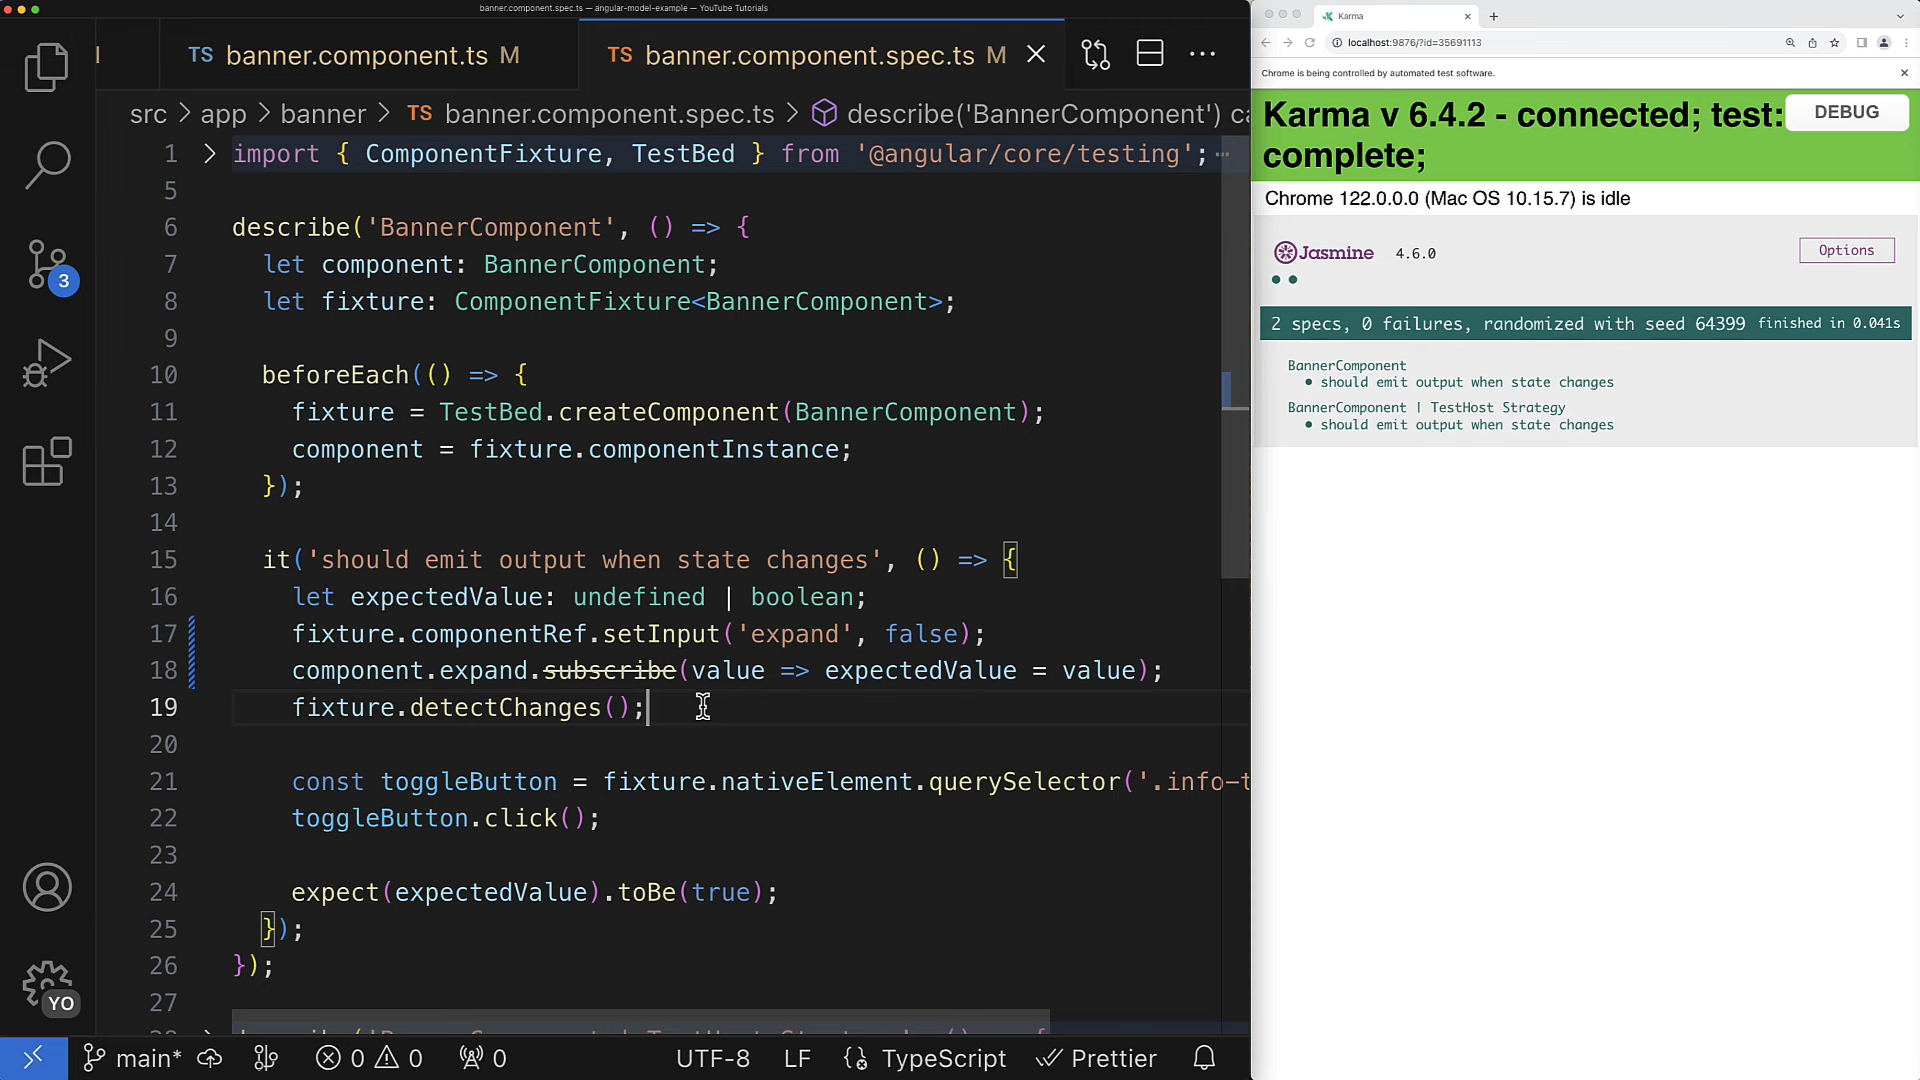 banner.component.spec.ts — angular-model-example — YouTube Tutorials
TS banner.component.ts M
TS banner.component.spec.ts M
src > app > banner > TS banner.component.spec.ts > describe('BannerComponent') ca
1 import { ComponentFixture, TestBed } from '@angular/core/testing';
5
6 describe('BannerComponent', () => {
7 let component: BannerComponent;
8 let fixture: ComponentFixture<BannerComponent>;
9
10 beforeEach(() => {
11 fixture = TestBed.createComponent(BannerComponent);
12 component = fixture.componentInstance;
13 });
14
15 it('should emit output when state changes', () => {
16 let expectedValue: undefined | boolean;
17 fixture.componentRef.setInput('expand', false);
18 component.expand.subscribe(value => expectedValue = value);
19 fixture.detectChanges();
20
21 const toggleButton = fixture.nativeElement.querySelector('.info-t
22 toggleButton.click();
23
24 expect(expectedValue).toBe(true);
25 });
26 });
27
3
YO
main* 0 0 0 UTF-8 LF {} TypeScript Prettier
Karma
localhost:9876/?id=35691113
Chrome is being controlled by automated test software.
Karma v 6.4.2 - connected; test: complete;
DEBUG
Chrome 122.0.0.0 (Mac OS 10.15.7) is idle
Jasmine 4.6.0
Options
2 specs, 0 failures, randomized with seed 64399 finished in 0.041s
BannerComponent
• should emit output when state changes
BannerComponent | TestHost Strategy
• should emit output when state changes